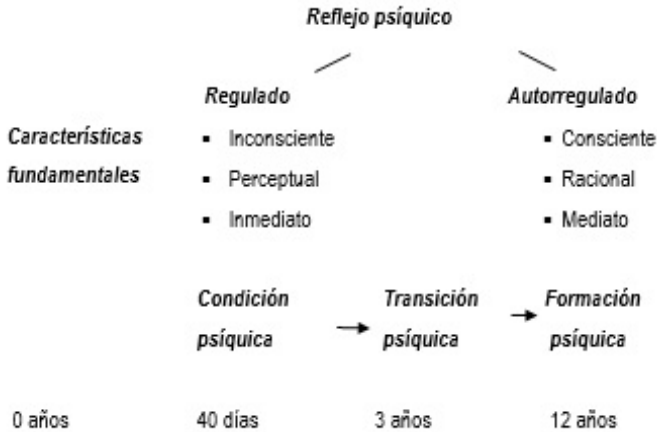 Reflejo psíquico
Regulado Autorregulado
Características fundamentales
▪ Inconsciente ▪ Consciente
▪ Perceptual ▪ Racional
▪ Inmediato ▪ Mediato
Condición psíquica Transición psíquica Formación psíquica
0 años 40 días 3 años 12 años